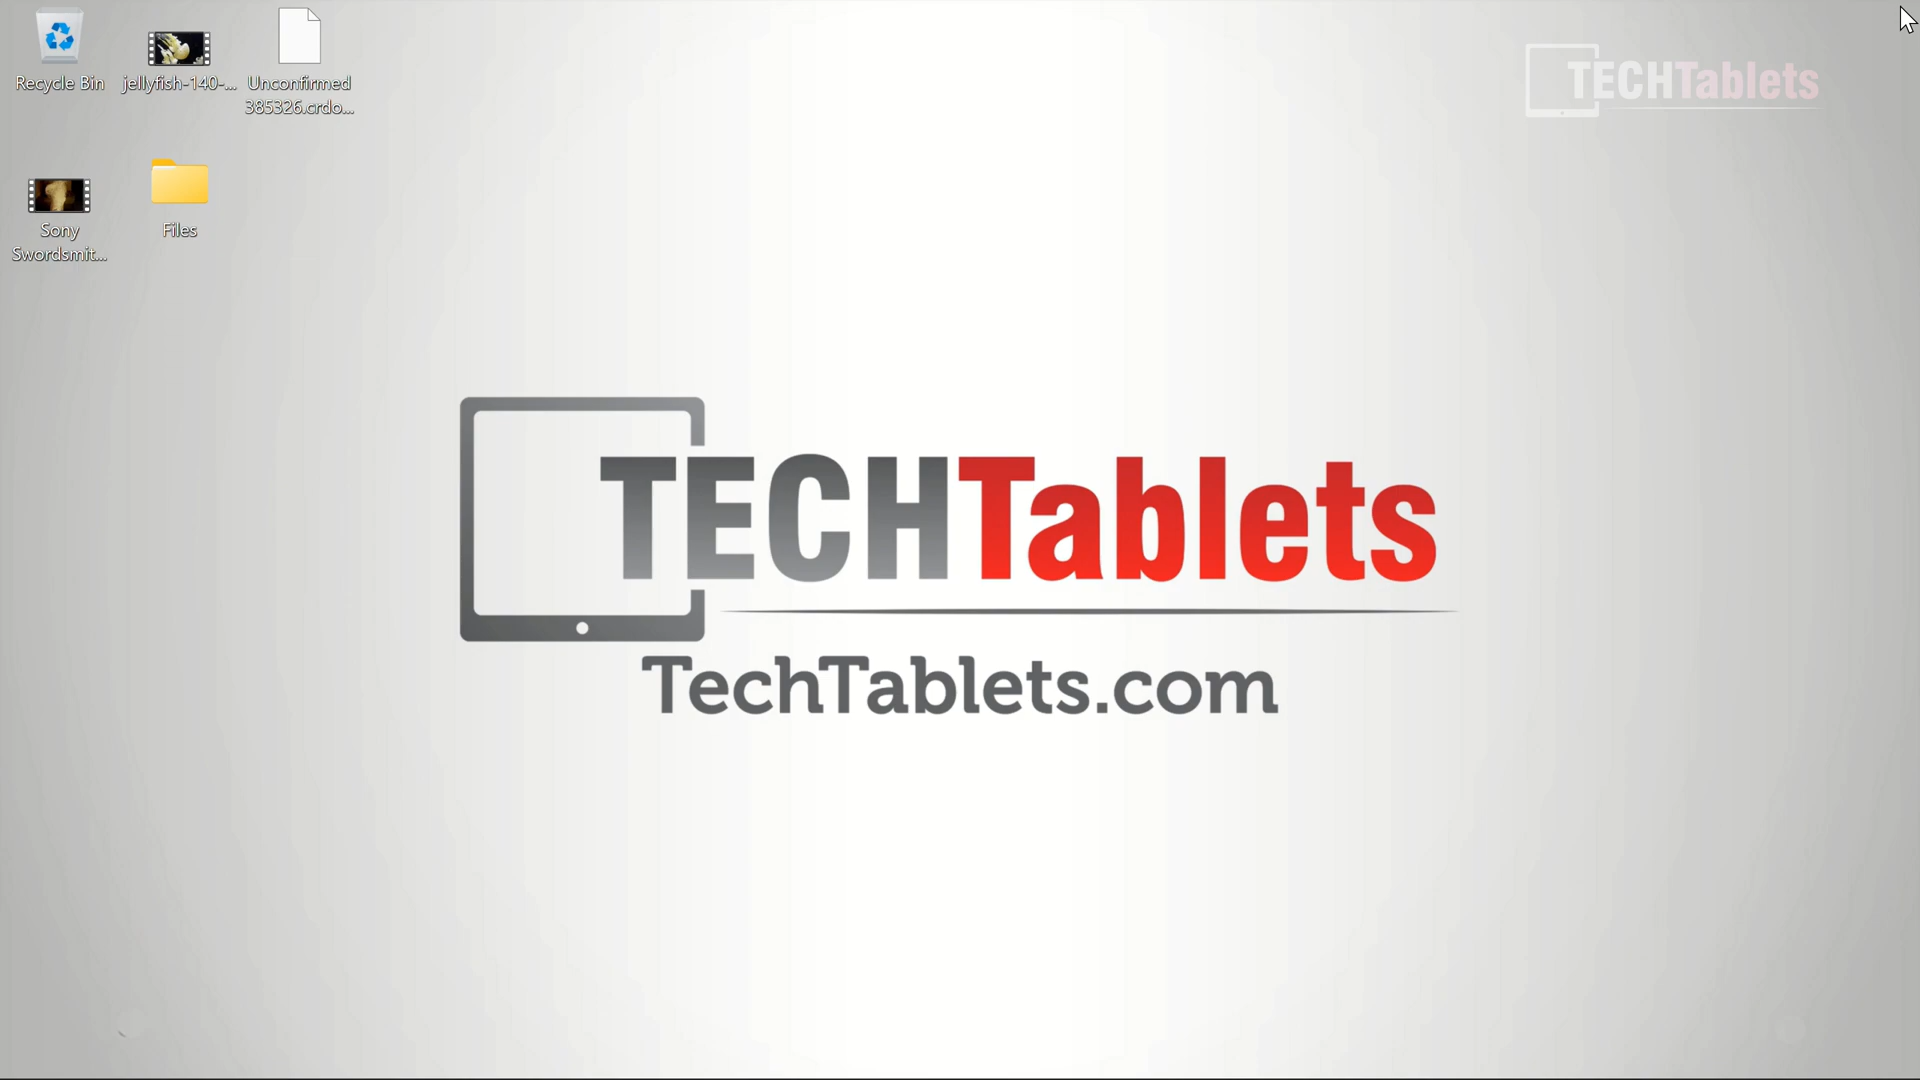 Recycle Bin
jellyfish-140-...
Unconfirmed
385326.crdo...
TECHTablets
Sony
Swordsmit...
Files
TECHTablets
TechTablets.com